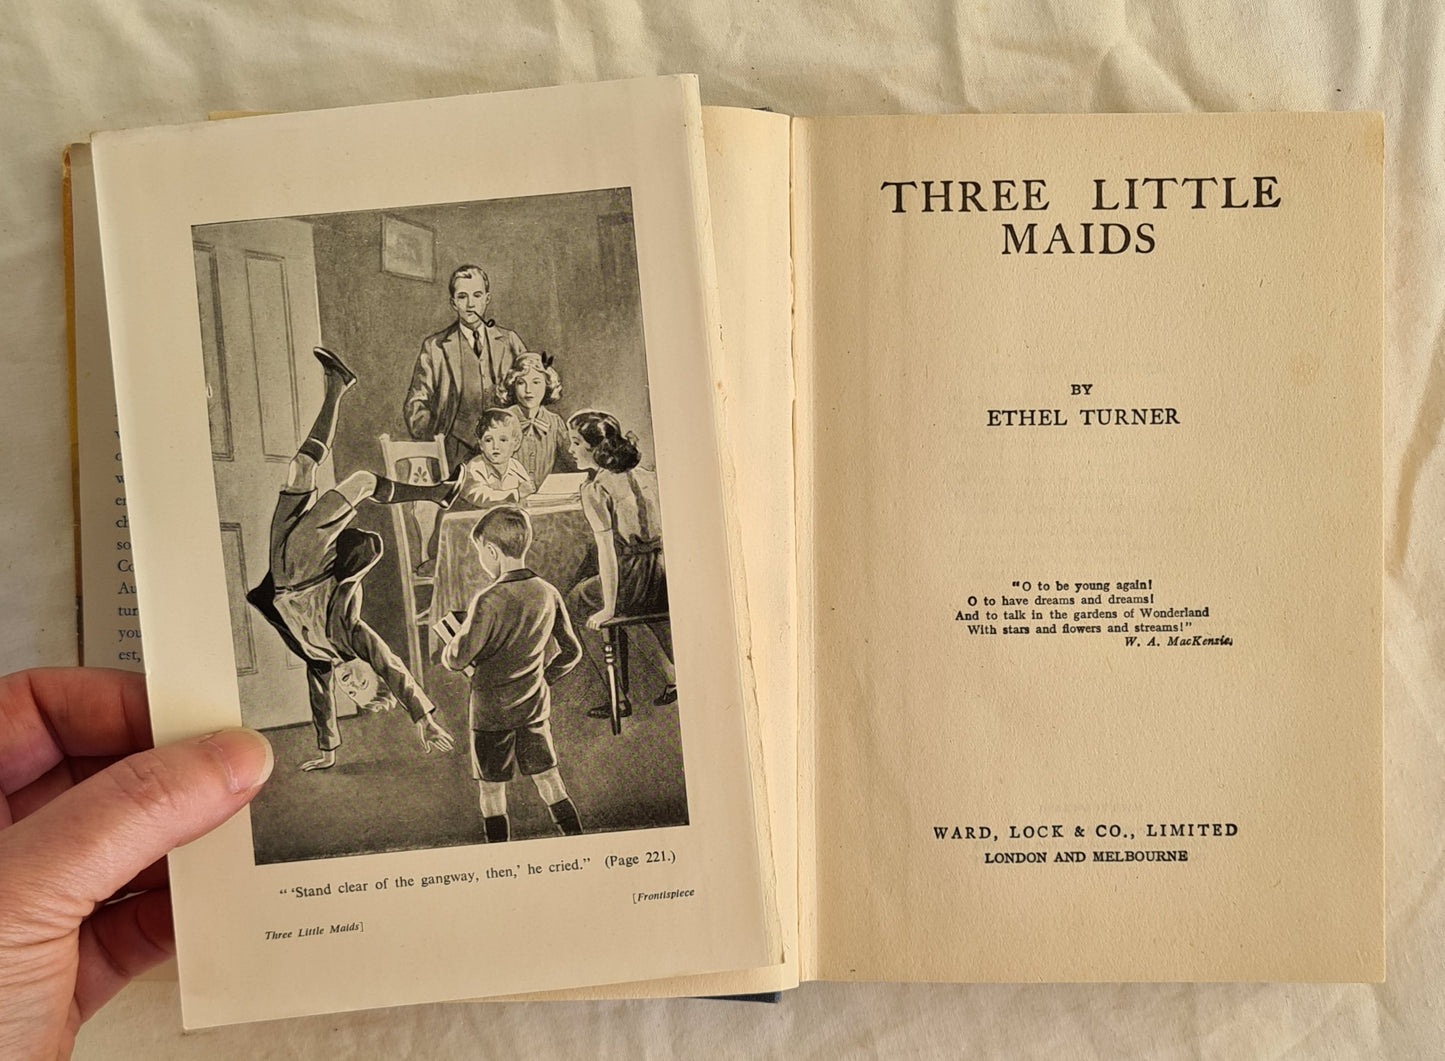 " 'Stand clear of the gangway, then,' he cried." (Page 221.)
Three Little Maids]
[Frontispiece
THREE LITTLE
MAIDS
BY
ETHEL TURNER
"O to be young again!
O to have dreams and dreams!
And to talk in the gardens of Wonderland
With stars and flowers and streams!"
W. A. MacKenzie.
WARD, LOCK & CO., LIMITED
LONDON AND MELBOURNE